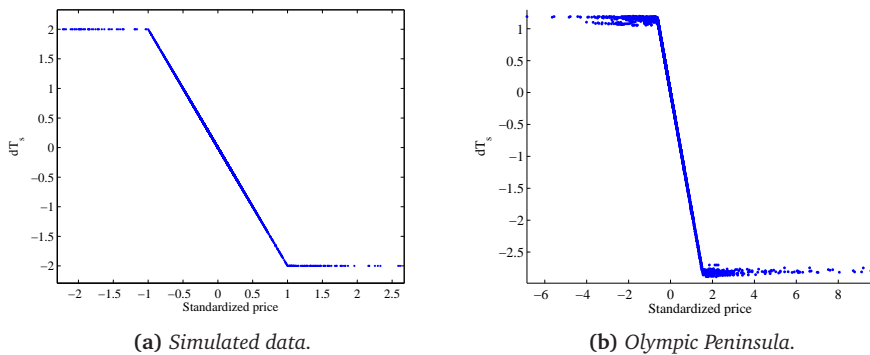 2
1.5
1
0.5
0
−0.5
−1
−1.5
−2
dTₛ
−2 −1.5 −1 −0.5 0 0.5 1 1.5 2 2.5
Standardized price
(a) Simulated data.
1
0.5
0
−0.5
−1
−1.5
−2
−2.5
dTₛ
−6 −4 −2 0 2 4 6 8
Standardized price
(b) Olympic Peninsula.